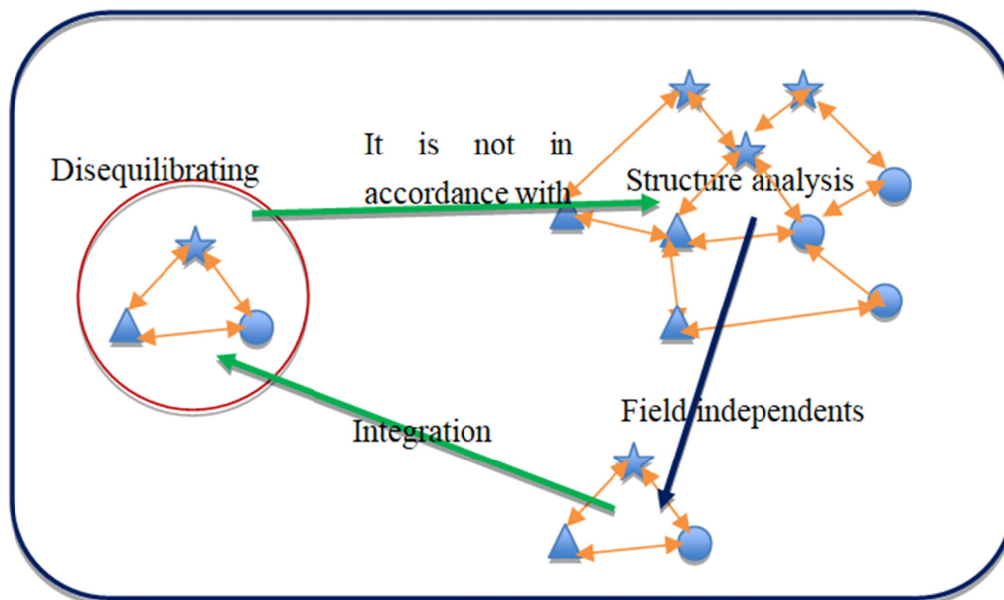 Disequilibrating
It is not in
accordance with
Structure analysis
Field independents
Integration